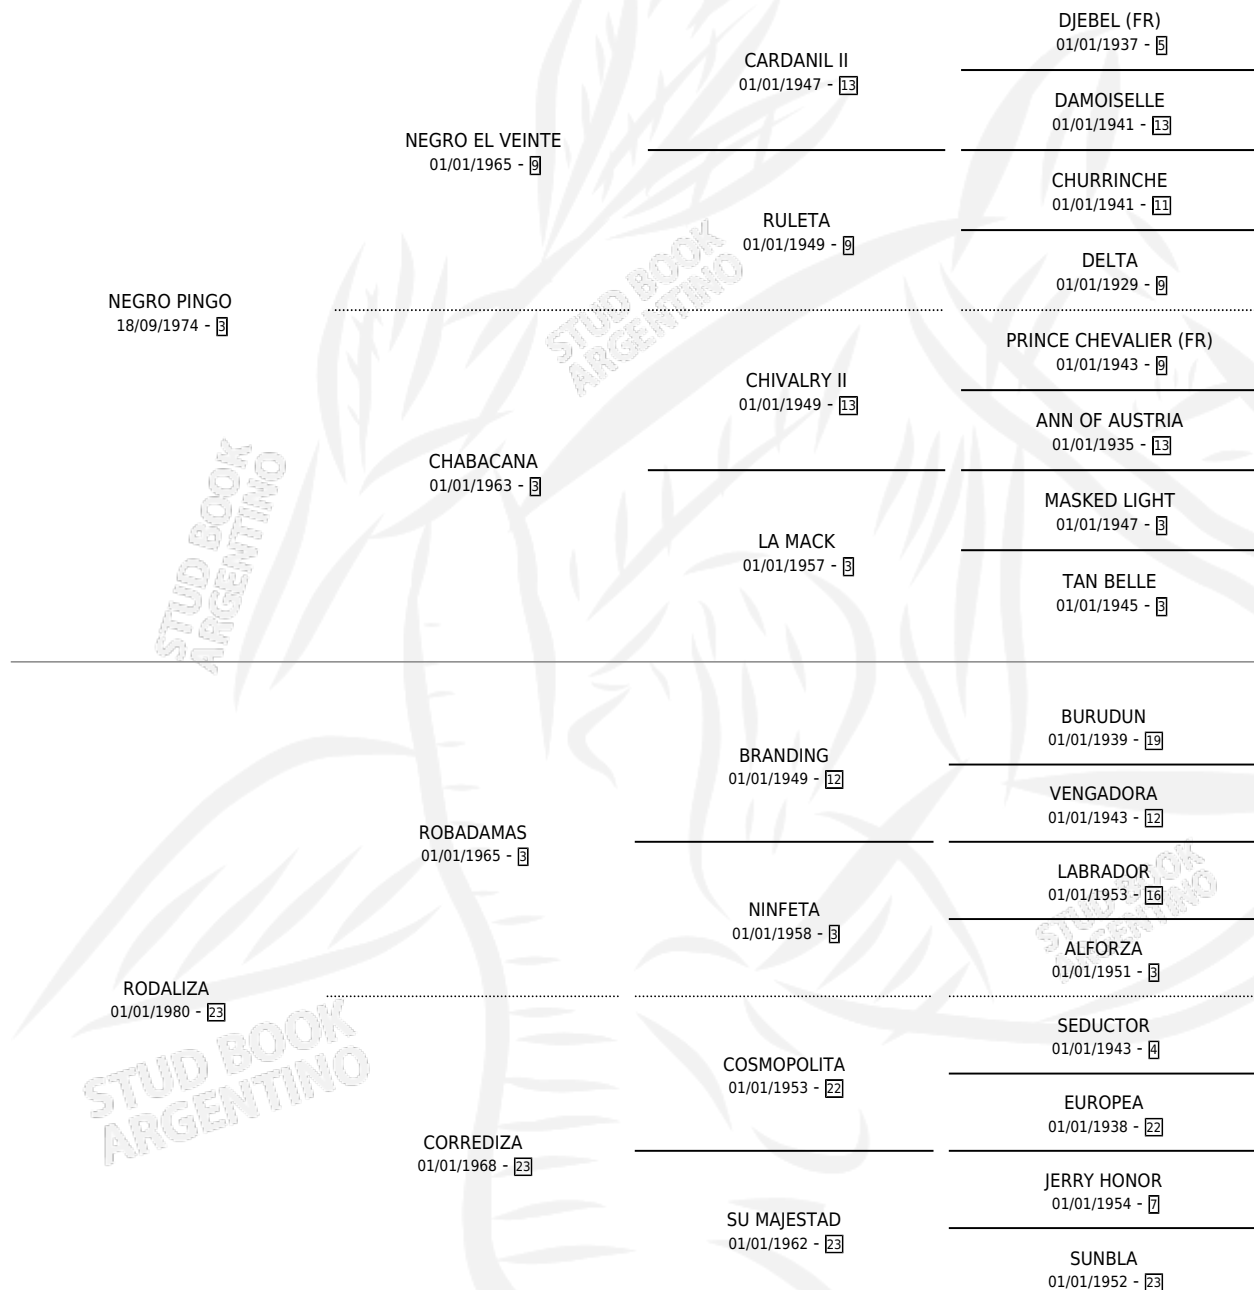 DJEBEL (FR)
01/01/1937 - 5
CARDANIL II
01/01/1947 - 13
DAMOISELLE
01/01/1941 - 13
NEGRO EL VEINTE
01/01/1965 - 9
CHURRINCHE
01/01/1941 - 11
RULETA
01/01/1949 - 9
DELTA
01/01/1929 - 9
NEGRO PINGO
18/09/1974 - 3
PRINCE CHEVALIER (FR)
01/01/1943 - 9
CHIVALRY II
01/01/1949 - 13
ANN OF AUSTRIA
01/01/1935 - 13
CHABACANA
01/01/1963 - 3
MASKED LIGHT
01/01/1947 - 3
LA MACK
01/01/1957 - 3
TAN BELLE
01/01/1945 - 3
BURUDUN
01/01/1939 - 19
BRANDING
01/01/1949 - 12
VENGADORA
01/01/1943 - 12
ROBADAMAS
01/01/1965 - 3
LABRADOR
01/01/1953 - 16
NINFETA
01/01/1958 - 3
ALFORZA
01/01/1951 - 3
RODALIZA
01/01/1980 - 23
SEDUCTOR
01/01/1943 - 4
COSMOPOLITA
01/01/1953 - 22
EUROPEA
01/01/1938 - 22
CORREDIZA
01/01/1968 - 23
JERRY HONOR
01/01/1954 - 7
SU MAJESTAD
01/01/1962 - 23
SUNBLA
01/01/1952 - 23
STUD BOOK
ARGENTINO
STUD BOOK
ARGENTINO
STUD BOOK
ARGENTINO
STUD BOOK
ARGENTINO